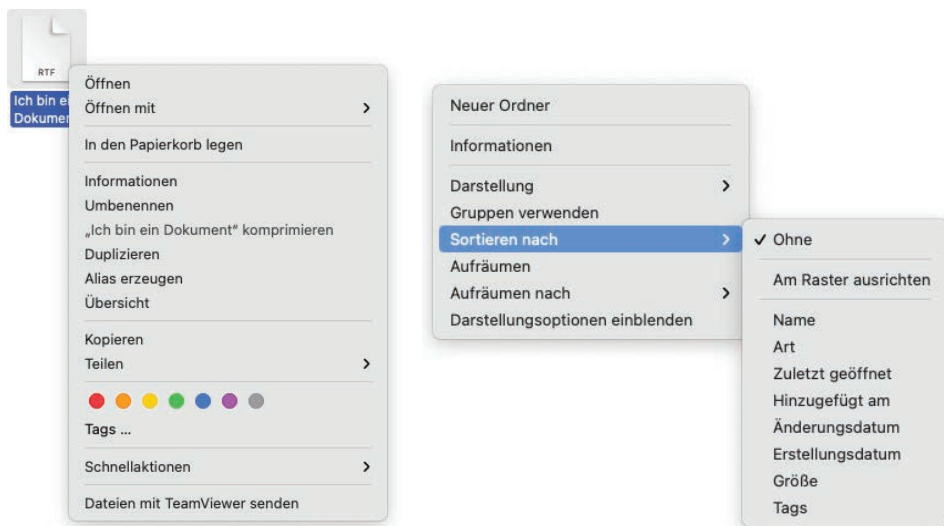 RTF
Ich bin e
Dokumen
Öffnen
Öffnen mit
In den Papierkorb legen
Informationen
Umbenennen
„Ich bin ein Dokument“ komprimieren
Duplizieren
Alias erzeugen
Übersicht
Kopieren
Teilen
Tags ...
Schnellaktionen
Dateien mit TeamViewer senden
Neuer Ordner
Informationen
Darstellung
Gruppen verwenden
Sortieren nach
Aufräumen
Aufräumen nach
Darstellungsoptionen einblenden
Ohne
Am Raster ausrichten
Name
Art
Zuletzt geöffnet
Hinzugefügt am
Änderungsdatum
Erstellungsdatum
Größe
Tags